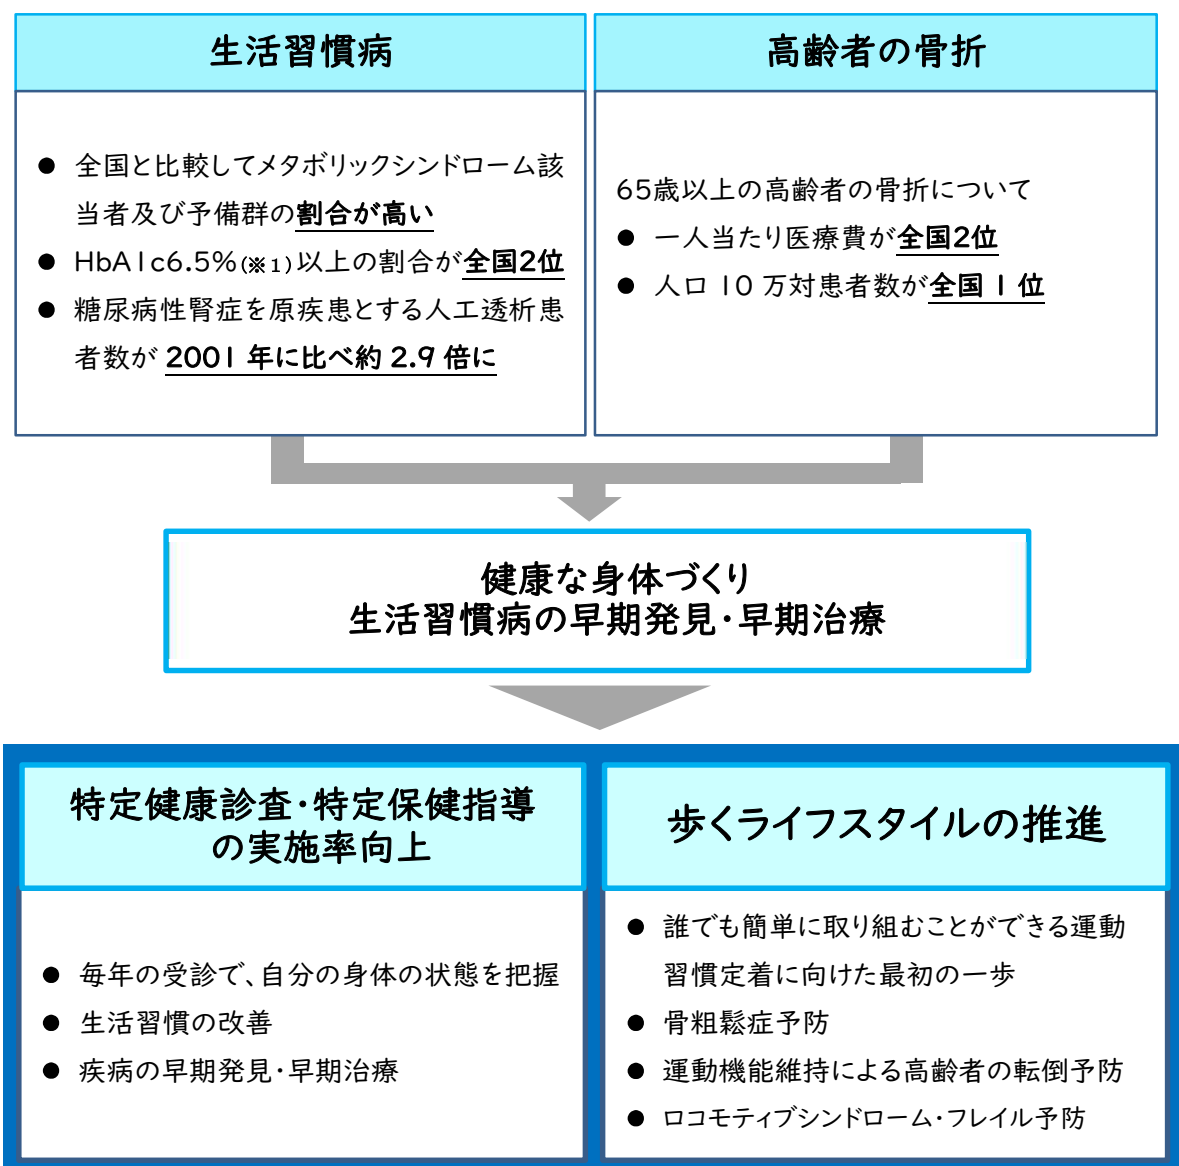 生活習慣病
● 全国と比較してメタボリックシンドローム該
当者及び予備群の割合が高い
● HbA1c6.5%(※1)以上の割合が全国2位
● 糖尿病性腎症を原疾患とする人工透析患
者数が 2001 年に比べ約 2.9 倍に
高齢者の骨折
65歳以上の高齢者の骨折について
● 一人当たり医療費が全国2位
● 人口 10 万対患者数が全国 1 位
健康な身体づくり
生活習慣病の早期発見・早期治療
特定健康診査・特定保健指導
の実施率向上
● 毎年の受診で、自分の身体の状態を把握
● 生活習慣の改善
● 疾病の早期発見・早期治療
歩くライフスタイルの推進
● 誰でも簡単に取り組むことができる運動
習慣定着に向けた最初の一歩
● 骨粗鬆症予防
● 運動機能維持による高齢者の転倒予防
● ロコモティブシンドローム・フレイル予防